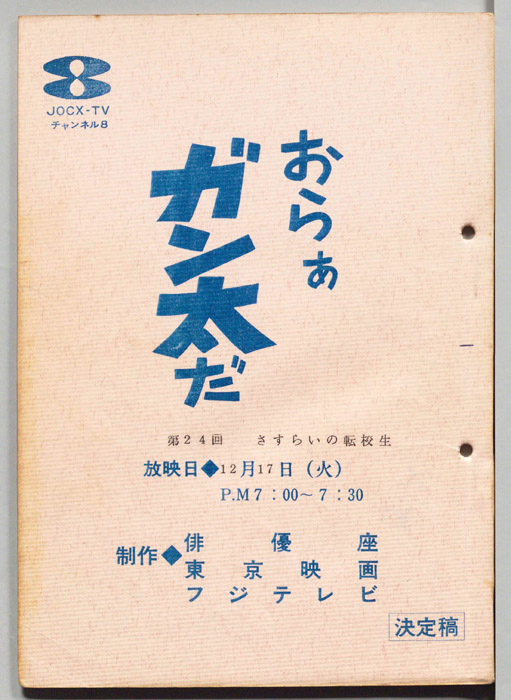 JOCX-TV
チャンネル8
おらぁ
ガン太だ
第24回 さすらいの転校生
放映日◆12月17日(火)
P.M7:00〜7:30
制作◆俳優座
東京映画
フジテレビ
決定稿